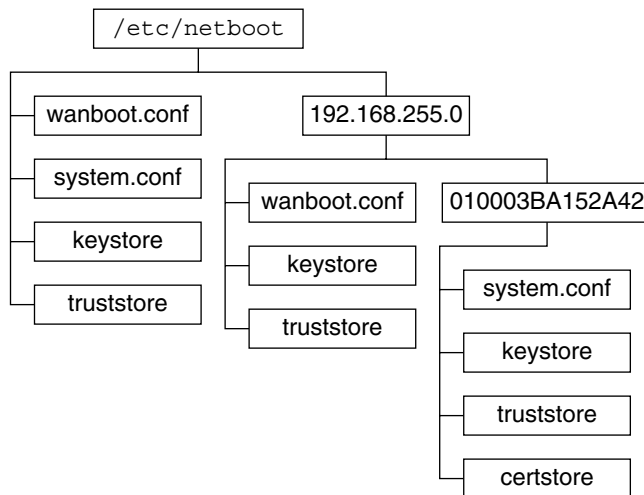 /etc/netboot
wanboot.conf
system.conf
keystore
truststore
192.168.255.0
wanboot.conf
keystore
truststore
010003BA152A42
system.conf
keystore
truststore
certstore